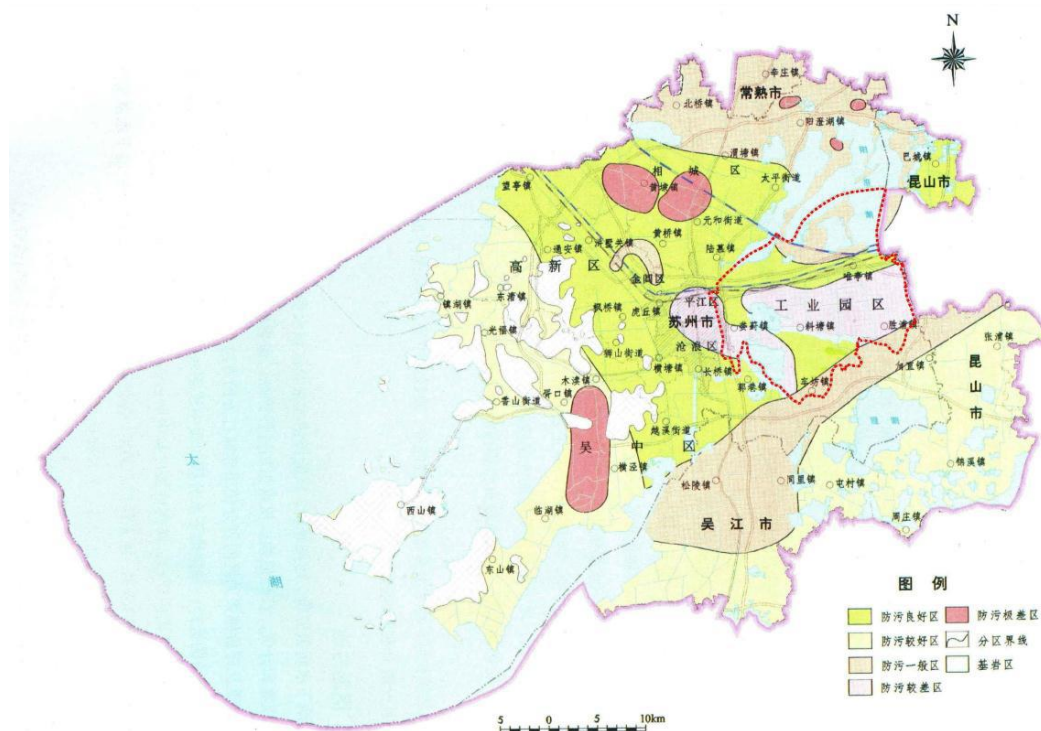 N
辛庄镇
常熟市
北桥镇
阳澄湖镇
渭塘镇
巴城镇
相城区
太平街道
昆山市
望亭镇
黄埭镇
元和街道
黄桥镇
浒墅关镇
陆慕镇
通安镇
高新区
金阊区
唯亭镇
镇湖镇
东渚镇
枫桥镇
虎丘镇
平江区
工业园区
苏州市
娄葑镇
斜塘镇
胜浦镇
光福镇
沧浪区
张浦镇
狮山街道
横塘镇
长桥镇
甪直镇
昆山市
木渎镇
郭巷镇
车坊镇
香山街道
胥口镇
越溪街道
吴中区
太湖
横泾镇
锦溪镇
松陵镇
同里镇
屯村镇
西山镇
临湖镇
吴江市
周庄镇
东山镇
图例
防污良好区
防污极差区
防污较好区
分区界线
防污一般区
基岩区
防污较差区
5 0 5 10km